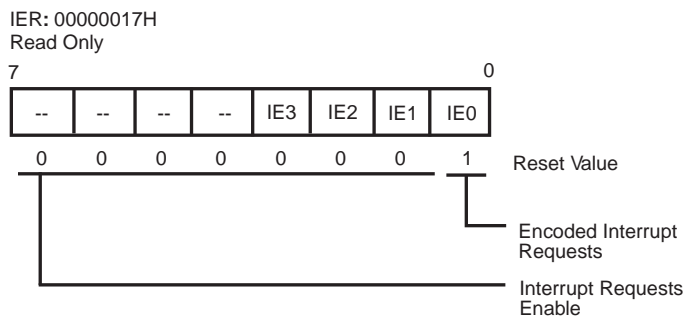 IER: 00000017H
Read Only
7 0
-- -- -- -- IE3 IE2 IE1 IE0
0 0 0 0 0 0 0 1 Reset Value
Encoded Interrupt
Requests
Interrupt Requests
Enable